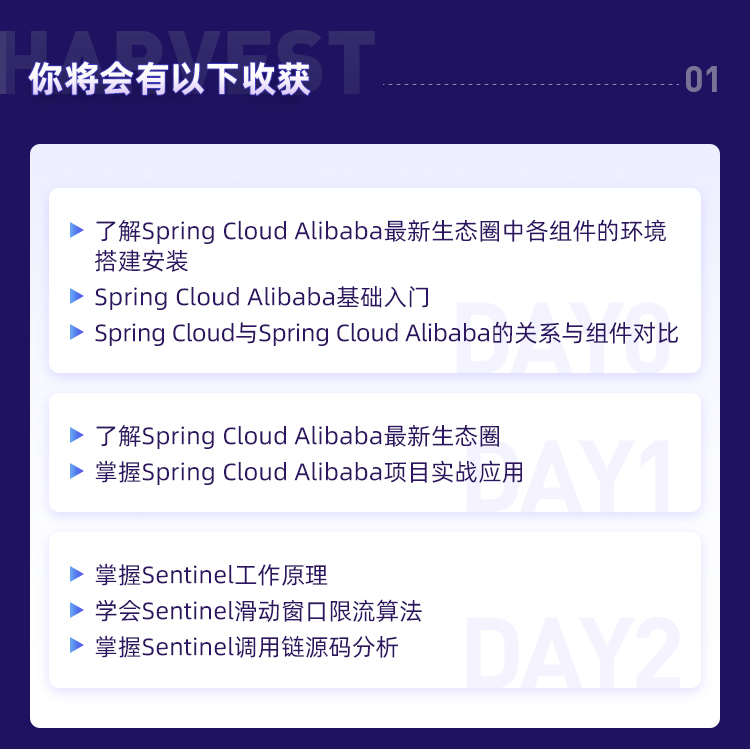 HARVEST
你将会有以下收获
01
了解Spring Cloud Alibaba最新生态圈中各组件的环境
搭建安装
Spring Cloud Alibaba基础入门
Spring Cloud与Spring Cloud Alibaba的关系与组件对比
DAY0
了解Spring Cloud Alibaba最新生态圈
掌握Spring Cloud Alibaba项目实战应用
DAY1
掌握Sentinel工作原理
学会Sentinel滑动窗口限流算法
掌握Sentinel调用链源码分析
DAY2